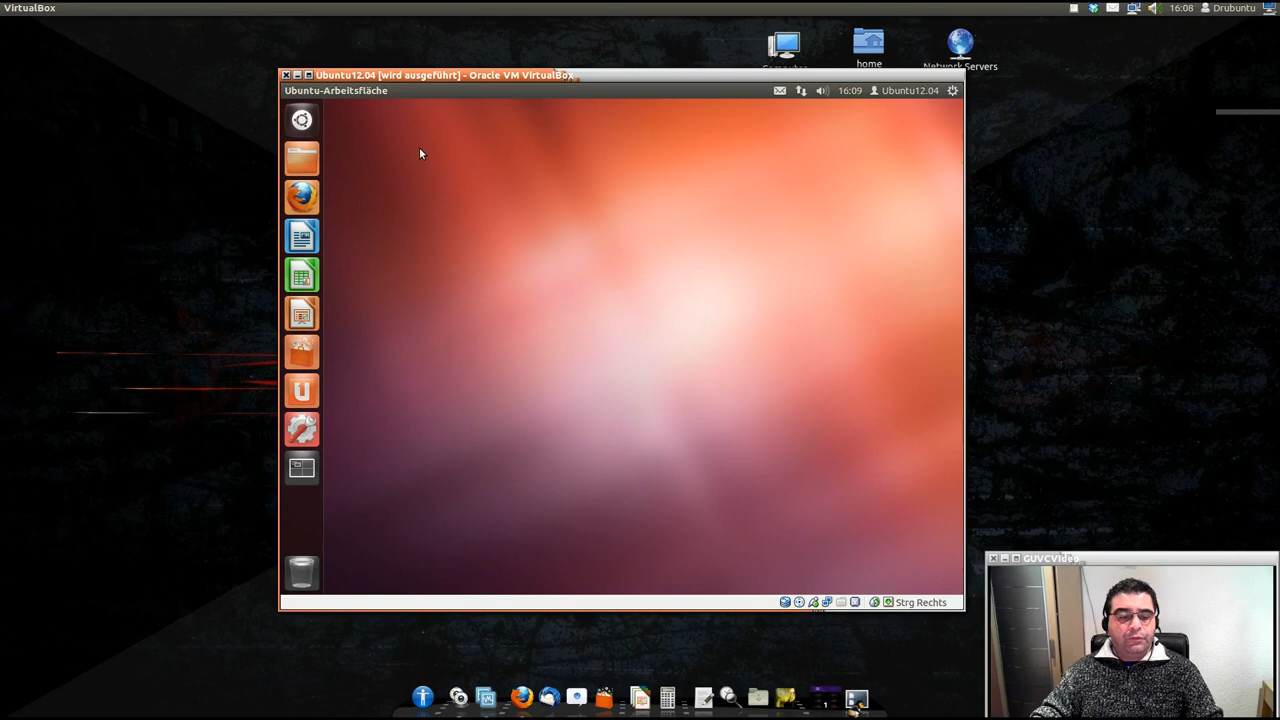 VirtualBox
16:08 Drubuntu
home
Network Servers
Ubuntu12.04 [wird ausgeführt] - Oracle VM VirtualBox
Ubuntu-Arbeitsfläche
16:09 Ubuntu12.04
Strg Rechts
GUVCVideo
1